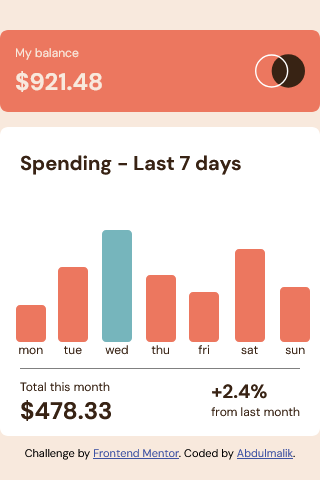 My balance
$921.48
Spending - Last 7 days
mon tue wed thu fri sat sun
Total this month
$478.33
+2.4%
from last month
Challenge by Frontend Mentor. Coded by Abdulmalik.